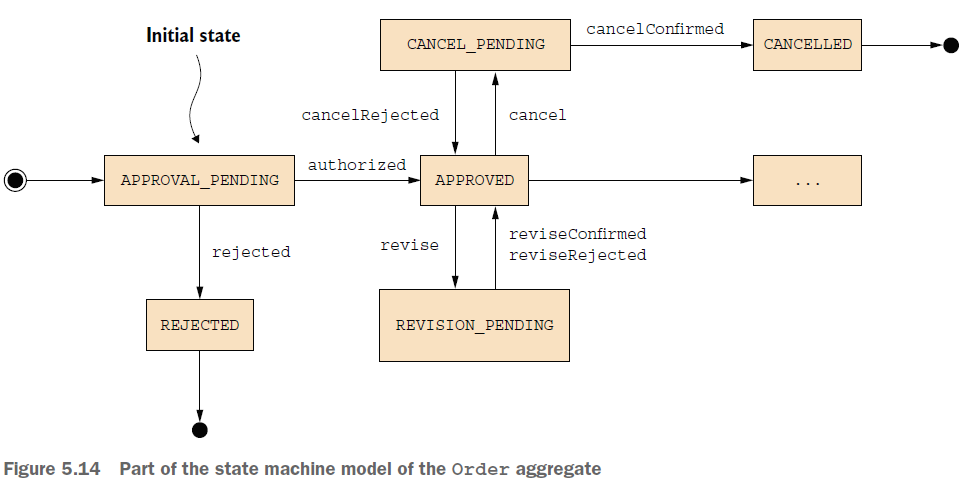 Initial state
CANCEL_PENDING
cancelConfirmed
CANCELLED
cancelRejected
cancel
APPROVAL_PENDING
authorized
APPROVED
...
rejected
revise
reviseConfirmed
reviseRejected
REJECTED
REVISION_PENDING
Figure 5.14 Part of the state machine model of the Order aggregate